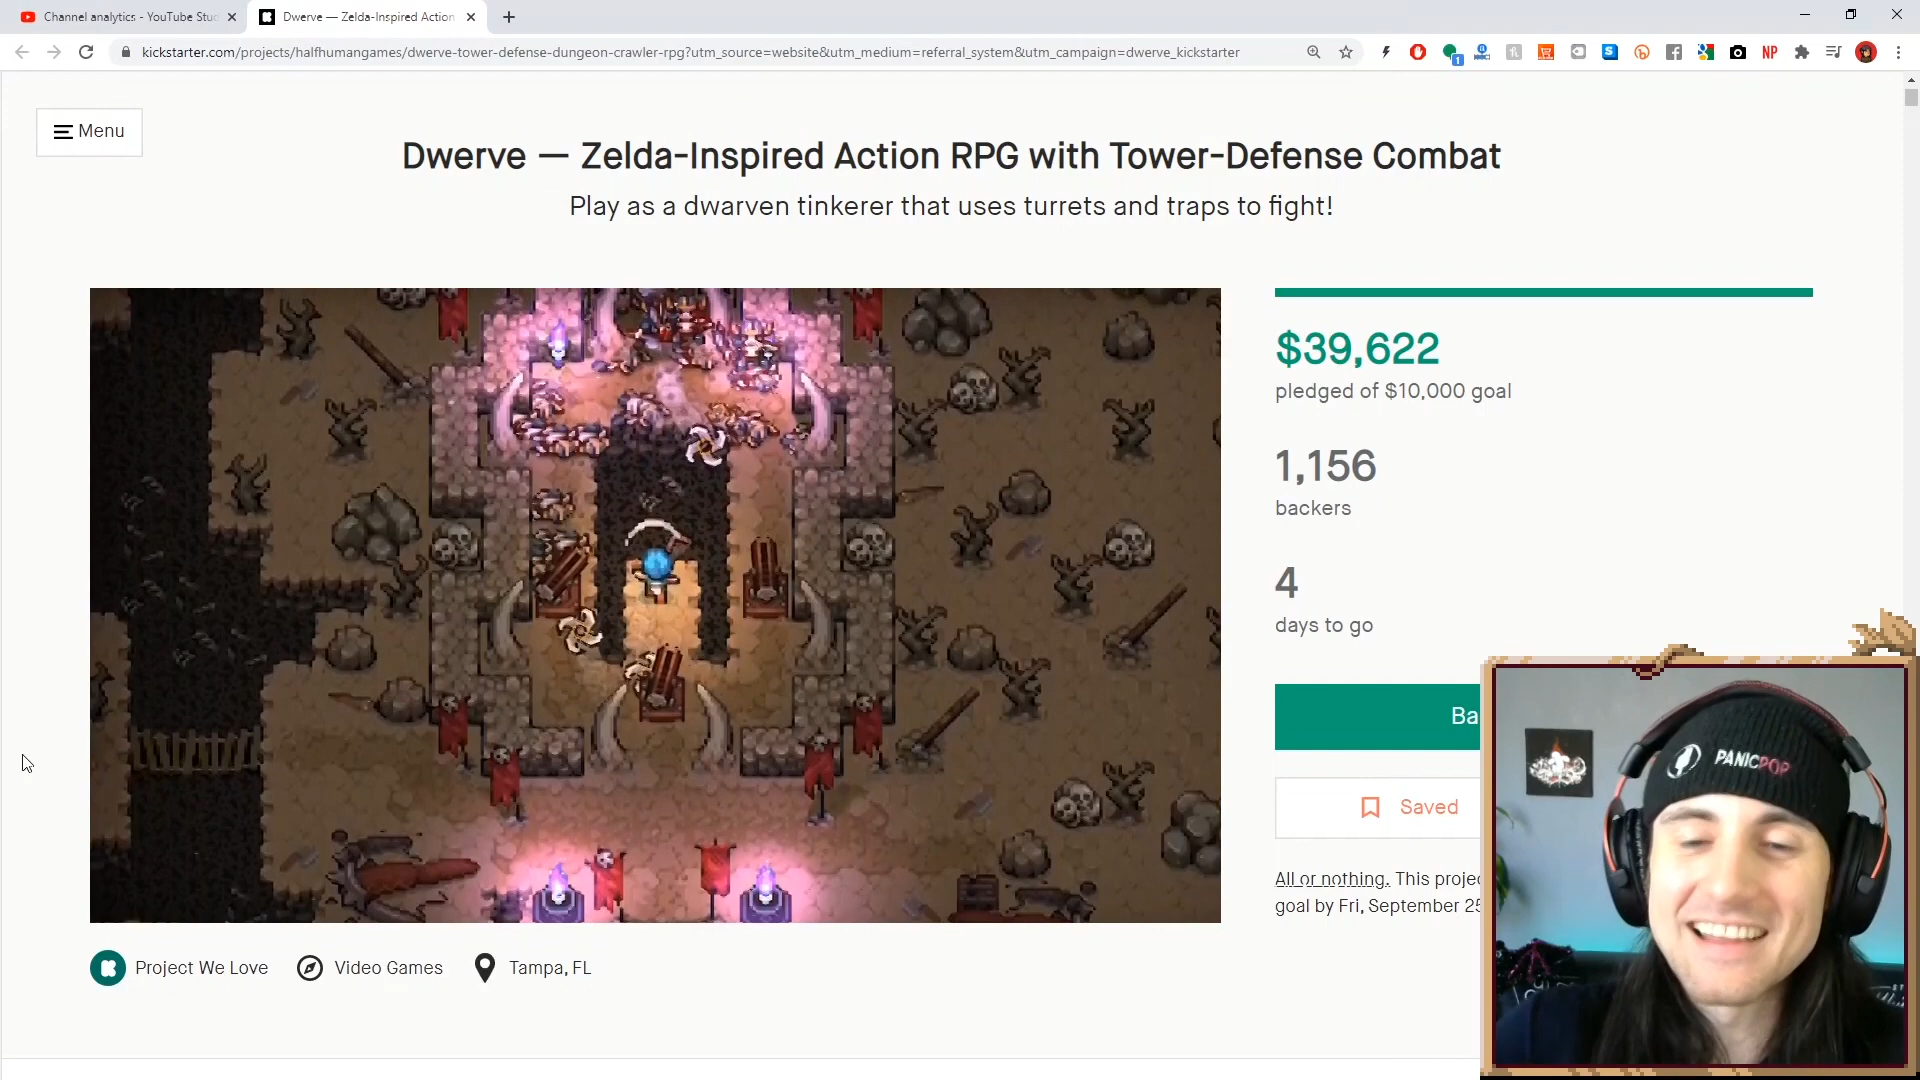 Channel analytics - YouTube Stud
Dwerve — Zelda-Inspired Action
kickstarter.com/projects/halfhumangames/dwerve-tower-defense-dungeon-crawler-rpg?utm_source=website&utm_medium=referral_system&utm_campaign=dwerve_kickstarter
1
NP
Menu
Dwerve — Zelda-Inspired Action RPG with Tower-Defense Combat
Play as a dwarven tinkerer that uses turrets and traps to fight!
$39,622
pledged of $10,000 goal
1,156
backers
4
days to go
Ba
Saved
All or nothing. This projec
goal by Fri, September 25
PANICPOP
Project We Love
Video Games
Tampa, FL